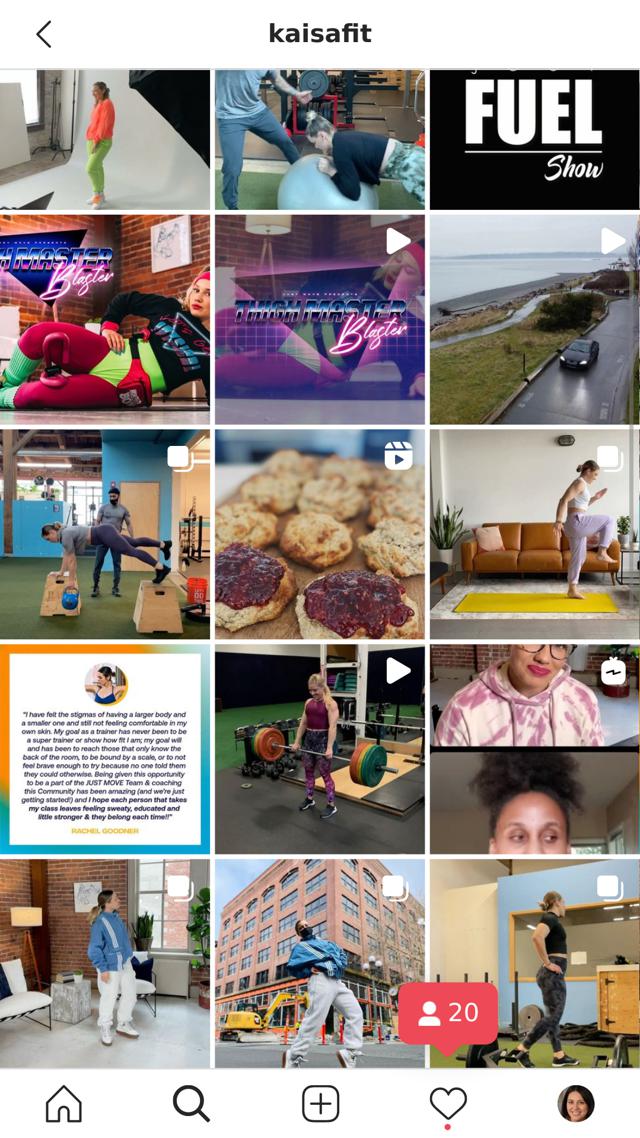 kaisafit
FUEL
Show
MASTER
Blaster
JUST MOVE PRESENTS
THIGH MASTER
Blaster
"I have felt the stigmas of having a larger body and
a smaller one and still not feeling comfortable in my
own skin. My goal as a trainer has never been to be
a super trainer or show how fit I am; my goal will
and has been to reach those that only know the
back of the room, to be bound by a scale, or to not
feel brave enough to try because no one told them
they could otherwise. Being given this opportunity
to be a part of the JUST MOVE Team & coaching
this Community has been amazing (and we're just
getting started!) and I hope each person that takes
my class leaves feeling sweaty, educated and
little stronger & they belong each time!!"
RACHEL GOODNER
20